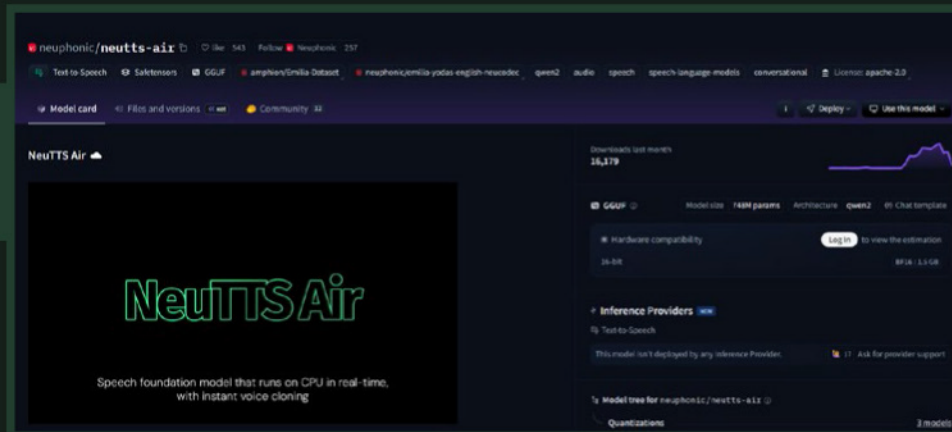 neuphonic/neutts-air like 543 Follow Neuphonic 257
Text-to-Speech Safetensors GGUF amphion/Emilia-Dataset neuphonic/emilia-yodas-english-neucodec qwen2 audio speech speech-language-models conversational License: apache-2.0
Model card Files and versions xet Community 22
Deploy Use this model
NeuTTS Air
Downloads last month
16,179
GGUF Model size 748M params Architecture qwen2 Chat template
Hardware compatibility Log In to view the estimation
16-bit BF16 1.5 GB
NeuTTS Air
Speech foundation model that runs on CPU in real-time,
with instant voice cloning
Inference Providers NEW
Text-to-Speech
This model isn't deployed by any Inference Provider. 17 Ask for provider support
Model tree for neuphonic/neutts-air
Quantizations 3 models